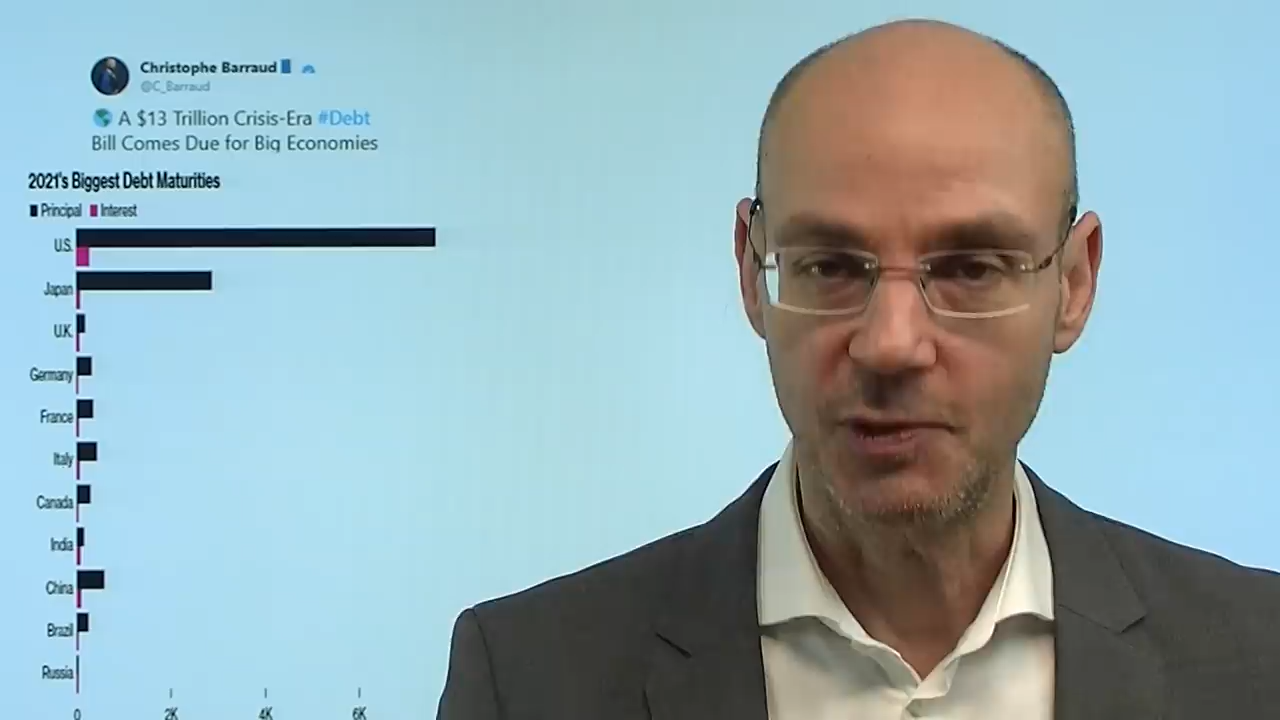 Christophe Barraud
@C_Barraud
A $13 Trillion Crisis-Era #Debt
Bill Comes Due for Big Economies
2021's Biggest Debt Maturities
Principal Interest
U.S.
Japan
U.K.
Germany
France
Italy
Canada
India
China
Brazil
Russia
0 2K 4K 6K